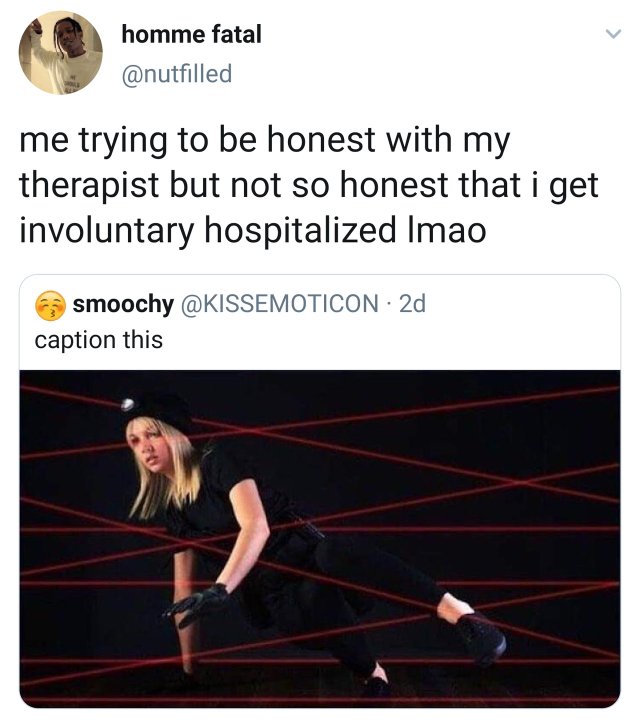 homme fatal
@nutfilled
me trying to be honest with my
therapist but not so honest that i get
involuntary hospitalized lmao
smoochy @KISSEMOTICON · 2d
caption this